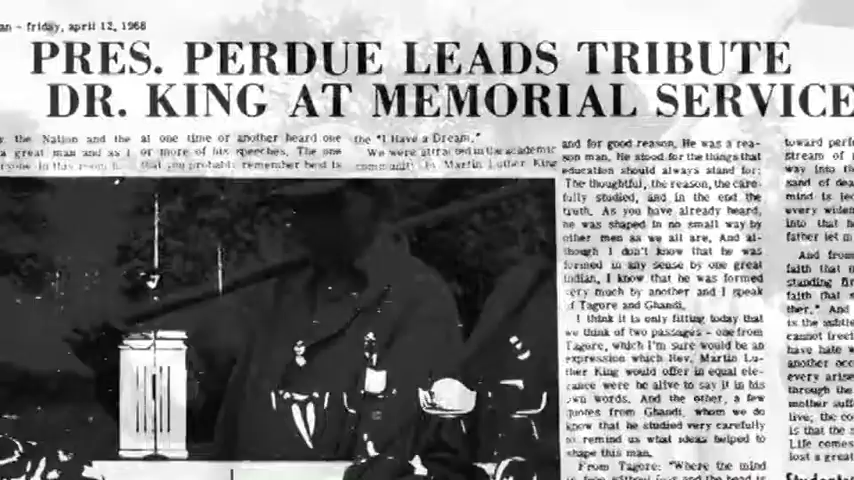 an - friday, april 12, 1968
PRES. PERDUE LEADS TRIBUTE
DR. KING AT MEMORIAL SERVICE
the Nation and the
a great man and as I
at one time or another heard one
or more of his speeches. The one
that you probably remember best is
the "I Have a Dream."
We were attracted in the academic
community to Martin Luther King
and for good reason. He was a rea-
son man. He stood for the things that
education should always stand for:
The thoughtful, the reason, the care-
fully studied, and in the end the
truth. As you have already heard,
he was shaped in no small way by
other men as we all are. And al-
though I don't know that he was
formed in any sense by one great
Indian, I know that he was formed
very much by another and I speak
of Tagore and Ghandi.
I think it is only fitting today that
we think of two passages - one from
Tagore, which I'm sure would be an
expression which Rev. Martin Lu-
ther King would offer in equal ele-
cance were he alive to say it in his
own words. And the other, a few
quotes from Ghandi, whom we do
know that he studied very carefully
to remind us what ideas helped to
shape this man.
From Tagore: "Where the mind
is free without fear and the head is
toward perf
stream of
way into th
sand of dea
mind is le
every widen
into that h
father let m
And from
faith that
standing
faith that s
ther." And
is the subtle
cannot
have hate
another
every arise
through the
mother suff
live; the co
is that the
Life comes
lost a great